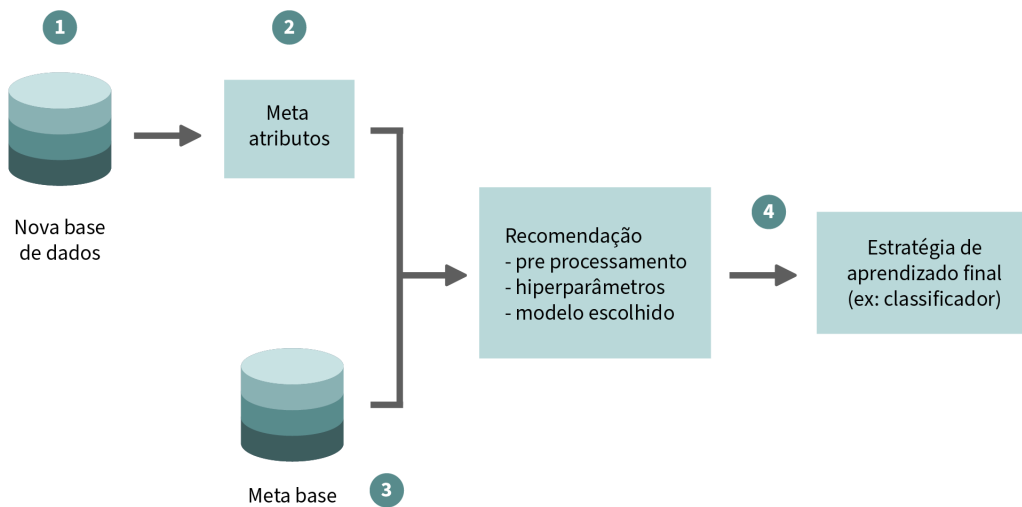 1
2
Meta
atributos
Nova base
de dados
Recomendação
- pre processamento
- hiperparâmetros
- modelo escolhido
4
Estratégia de
aprendizado final
(ex: classificador)
Meta base
3